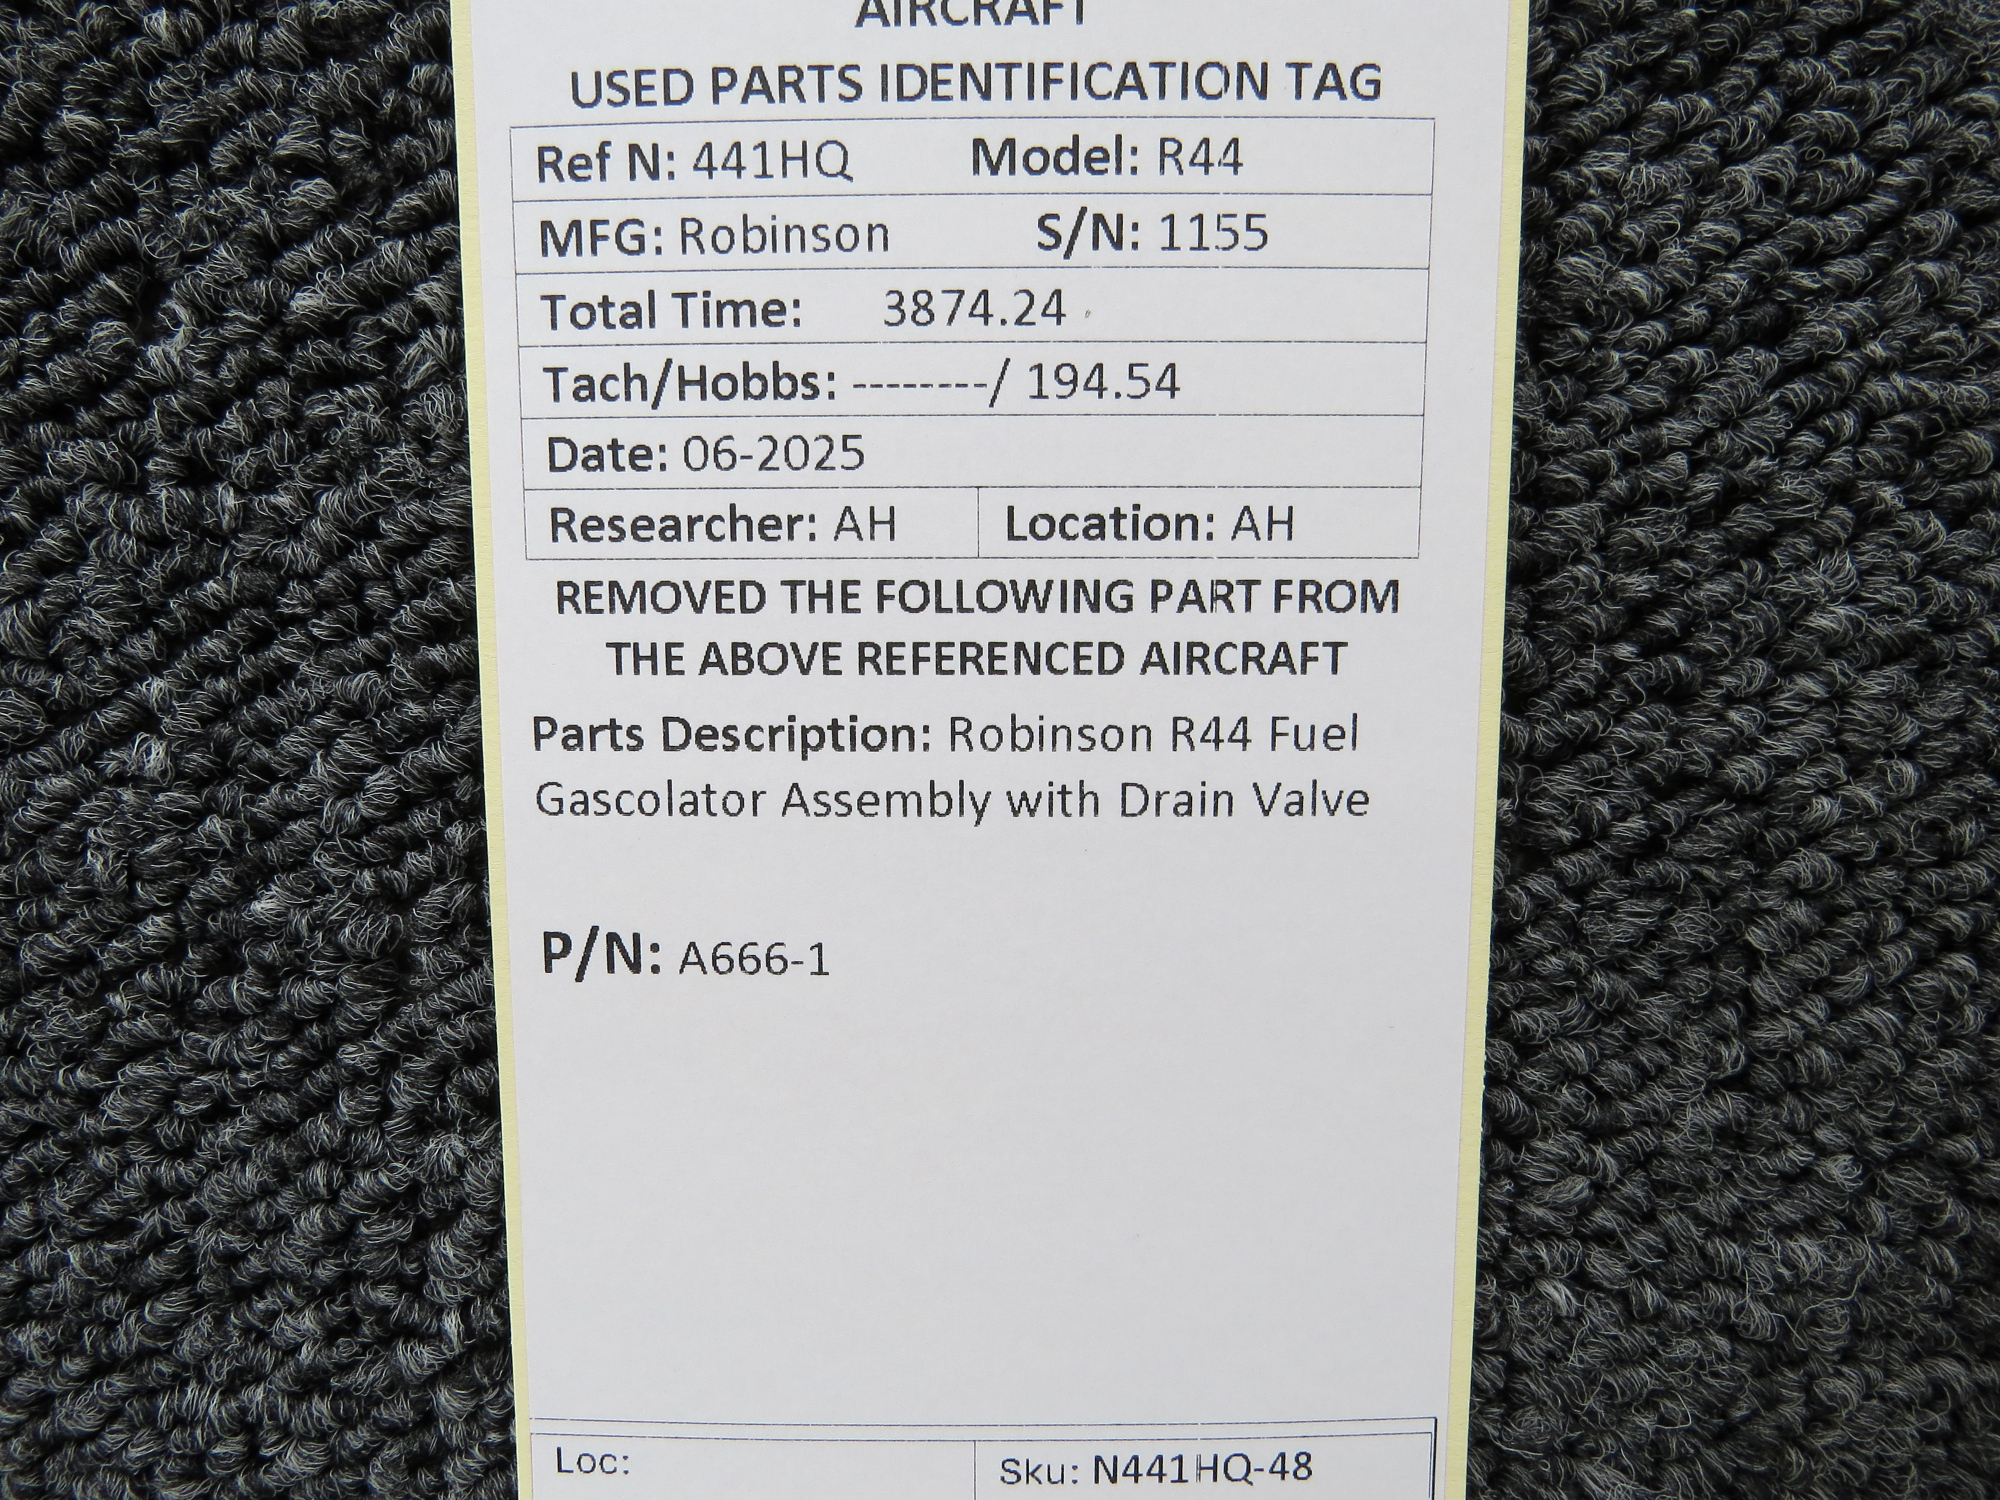 AIRCRAFT
USED PARTS IDENTIFICATION TAG
Ref N: 441HQ Model: R44
MFG: Robinson S/N: 1155
Total Time: 3874.24
Tach/Hobbs: --------/ 194.54
Date: 06-2025
Researcher: AH Location: AH
REMOVED THE FOLLOWING PART FROM
THE ABOVE REFERENCED AIRCRAFT
Parts Description: Robinson R44 Fuel
Gascolator Assembly with Drain Valve
P/N: A666-1
Loc: Sku: N441HQ-48